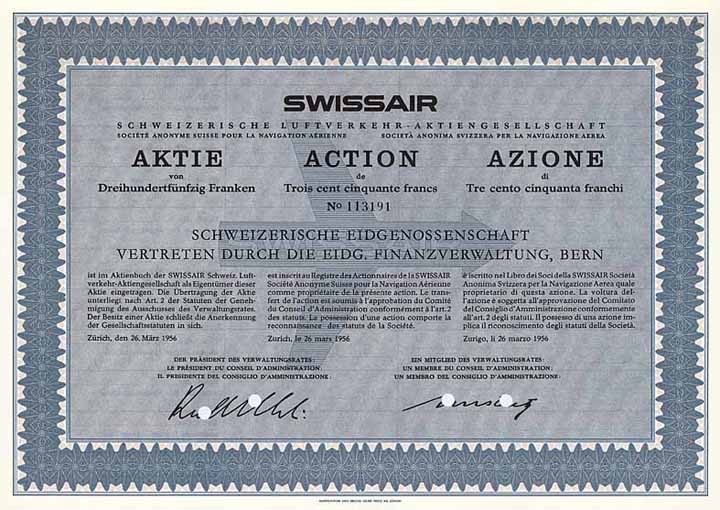 SWISSAIR
SCHWEIZERISCHE LUFTVERKEHR-AKTIENGESELLSCHAFT
SOCIÉTÉ ANONYME SUISSE POUR LA NAVIGATION AÉRIENNE SOCIETÀ ANONIMA SVIZZERA PER LA NAVIGAZIONE AEREA
AKTIE
von
Dreihundertfünfzig Franken
ACTION
de
Trois cent cinquante francs
AZIONE
di
Tre cento cinquanta franchi
No 113191
SCHWEIZERISCHE EIDGENOSSENSCHAFT
VERTRETEN DURCH DIE EIDG. FINANZVERWALTUNG, BERN
ist im Aktienbuch der SWISSAIR Schweiz. Luft-
verkehr-Aktiengesellschaft als Eigentümer dieser
Aktie eingetragen. Die Übertragung der Aktie
unterliegt nach Art. 2 der Statuten der Geneh-
migung des Ausschusses des Verwaltungsrates.
Der Besitz einer Aktie schließt die Anerkennung
der Gesellschaftsstatuten in sich.
Zürich, den 26. März 1956
est inscrit au Registre des Actionnaires de la SWISSAIR
Société Anonyme Suisse pour la Navigation Aérienne
comme propriétaire de la présente action. Le trans-
fert de l'action est soumis à l'approbation du Comité
du Conseil d'Administration conformément à l'art. 2
des statuts. La possession d'une action comporte la
reconnaissance des statuts de la Société.
Zurich, le 26 mars 1956
è iscritto nel Libro dei Soci della SWISSAIR Società
Anonima Svizzera per la Navigazione Aerea quale
proprietario di questa azione. La voltura del-
l'azione è soggetta all'approvazione del Comitato
del Consiglio d'Amministrazione conformemente
all'art. 2 degli statuti. Il possesso di una azione im-
plica il riconoscimento degli statuti della Società.
Zurigo, li 26 marzo 1956
DER PRÄSIDENT DES VERWALTUNGSRATES:
LE PRÉSIDENT DU CONSEIL D'ADMINISTRATION:
IL PRESIDENTE DEL CONSIGLIO D'AMMINISTRAZIONE:
EIN MITGLIED DES VERWALTUNGSRATES:
UN MEMBRE DU CONSEIL D'ADMINISTRATION:
UN MEMBRO DEL CONSIGLIO D'AMMINISTRAZIONE: